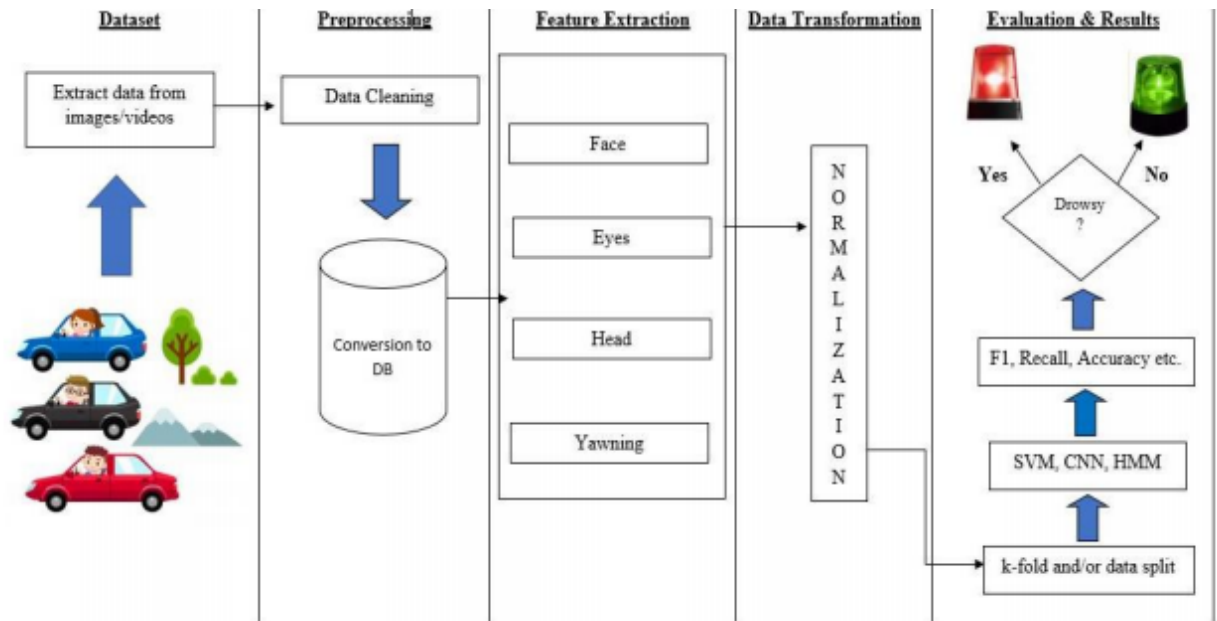 Dataset
Preprocessing
Feature Extraction
Data Transformation
Evaluation & Results
Extract data from
images/videos
Data Cleaning
Conversion to
DB
Face
Eyes
Head
Yawning
NORMALIZATION
Yes
No
Drowsy
?
F1, Recall, Accuracy etc.
SVM, CNN, HMM
k-fold and/or data split